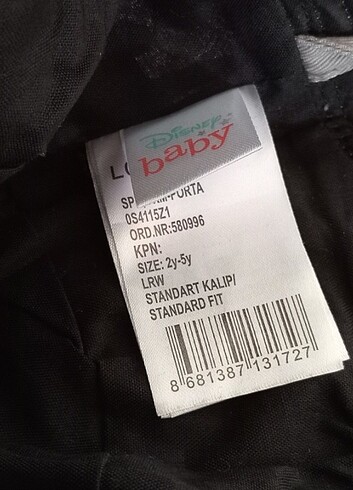 Disney
baby
0S4115Z1
ORD.NR:580996
KPN:
SIZE: 2y-5y
LRW
STANDART KALIP/
STANDARD FIT
8 681387 131727